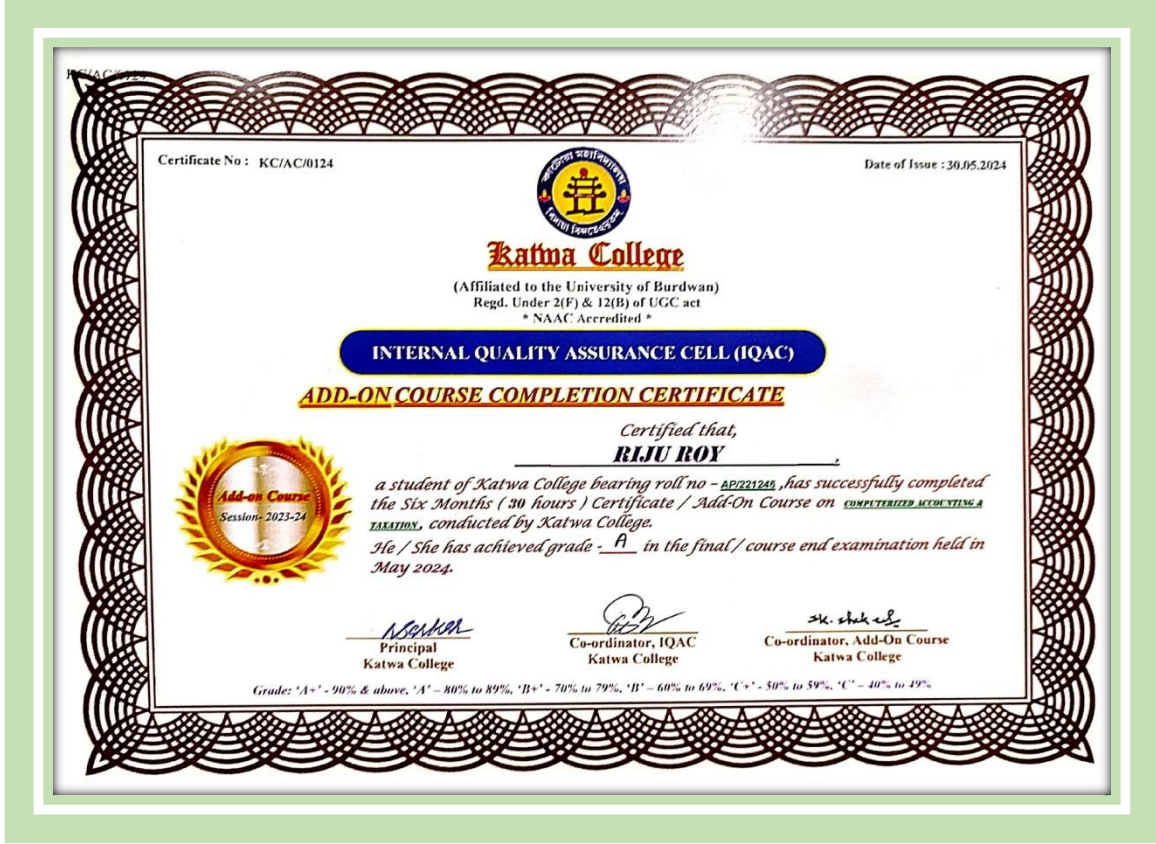 KC/AC/0124
Certificate No : KC/AC/0124
Date of Issue : 30.05.2024
কাটোয়া মহাবিদ্যালয়
Katwa College
(Affiliated to the University of Burdwan)
Regd. Under 2(F) & 12(B) of UGC act
* NAAC Accredited *
INTERNAL QUALITY ASSURANCE CELL (IQAC)
ADD-ON COURSE COMPLETION CERTIFICATE
Certified that,
RIJU ROY ,
Add-on Course
Session- 2023-24
a student of Katwa College bearing roll no - AP/221246 ,has successfully completed
the Six Months ( 30 hours ) Certificate / Add-On Course on COMPUTERIZED ACCOUNTING &
TAXATION , conducted by Katwa College.
He / She has achieved grade - A in the final / course end examination held in
May 2024.
Principal
Katwa College
Co-ordinator, IQAC
Katwa College
Co-ordinator, Add-On Course
Katwa College
Grade: 'A+' - 90% & above, 'A' – 80% to 89%, 'B+' - 70% to 79%, 'B' – 60% to 69%, 'C+' - 50% to 59%, 'C' – 40% to 49%